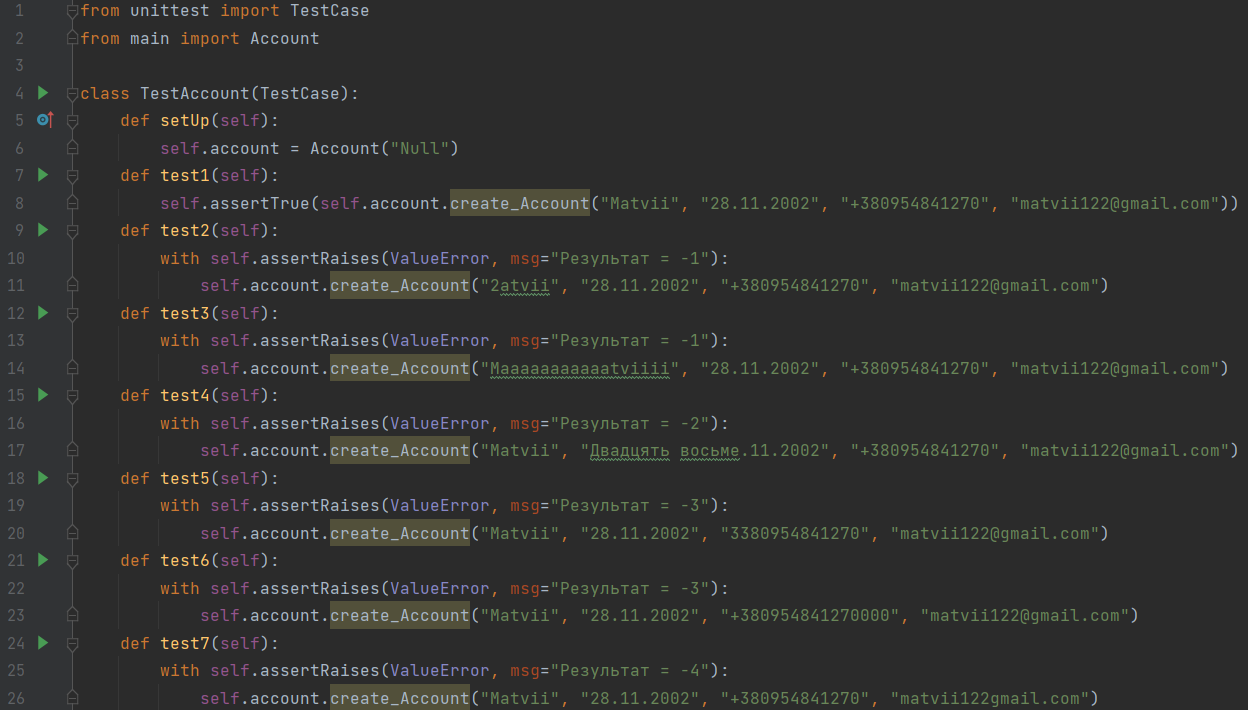 1 from unittest import TestCase
2 from main import Account
3
4 class TestAccount(TestCase):
5 def setUp(self):
6 self.account = Account("Null")
7 def test1(self):
8 self.assertTrue(self.account.create_Account("Matvii", "28.11.2002", "+380954841270", "matvii122@gmail.com"))
9 def test2(self):
10 with self.assertRaises(ValueError, msg="Результат = -1"):
11 self.account.create_Account("2atvii", "28.11.2002", "+380954841270", "matvii122@gmail.com")
12 def test3(self):
13 with self.assertRaises(ValueError, msg="Результат = -1"):
14 self.account.create_Account("Maaaaaaaaaaatviiii", "28.11.2002", "+380954841270", "matvii122@gmail.com")
15 def test4(self):
16 with self.assertRaises(ValueError, msg="Результат = -2"):
17 self.account.create_Account("Matvii", "Двадцять восьме.11.2002", "+380954841270", "matvii122@gmail.com")
18 def test5(self):
19 with self.assertRaises(ValueError, msg="Результат = -3"):
20 self.account.create_Account("Matvii", "28.11.2002", "3380954841270", "matvii122@gmail.com")
21 def test6(self):
22 with self.assertRaises(ValueError, msg="Результат = -3"):
23 self.account.create_Account("Matvii", "28.11.2002", "+380954841270000", "matvii122@gmail.com")
24 def test7(self):
25 with self.assertRaises(ValueError, msg="Результат = -4"):
26 self.account.create_Account("Matvii", "28.11.2002", "+380954841270", "matvii122gmail.com")